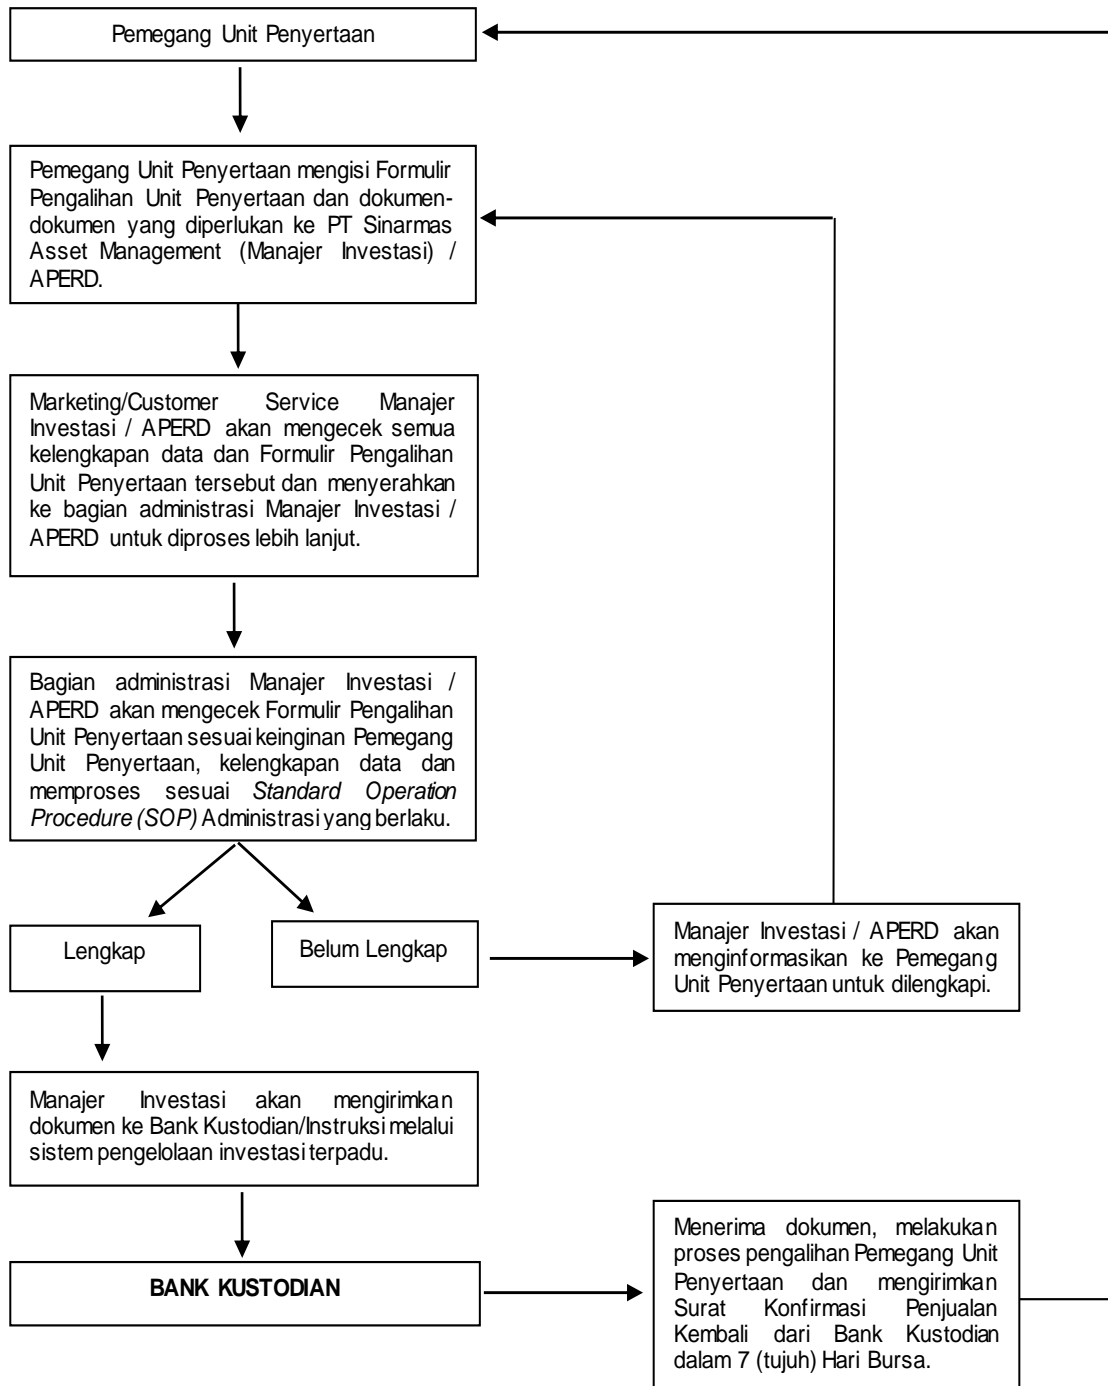 Pemegang Unit Penyertaan
Pemegang Unit Penyertaan mengisi Formulir
Pengalihan Unit Penyertaan dan dokumen-
dokumen yang diperlukan ke PT Sinarmas
Asset Management (Manajer Investasi) /
APERD.
Marketing/Customer Service Manajer
Investasi / APERD akan mengecek semua
kelengkapan data dan Formulir Pengalihan
Unit Penyertaan tersebut dan menyerahkan
ke bagian administrasi Manajer Investasi /
APERD untuk diproses lebih lanjut.
Bagian administrasi Manajer Investasi /
APERD akan mengecek Formulir Pengalihan
Unit Penyertaan sesuai keinginan Pemegang
Unit Penyertaan, kelengkapan data dan
memproses sesuai Standard Operation
Procedure (SOP) Administrasi yang berlaku.
Lengkap
Belum Lengkap
Manajer Investasi / APERD akan
menginformasikan ke Pemegang
Unit Penyertaan untuk dilengkapi.
Manajer Investasi akan mengirimkan
dokumen ke Bank Kustodian/Instruksi melalui
sistem pengelolaan investasi terpadu.
BANK KUSTODIAN
Menerima dokumen, melakukan
proses pengalihan Pemegang Unit
Penyertaan dan mengirimkan
Surat Konfirmasi Penjualan
Kembali dari Bank Kustodian
dalam 7 (tujuh) Hari Bursa.